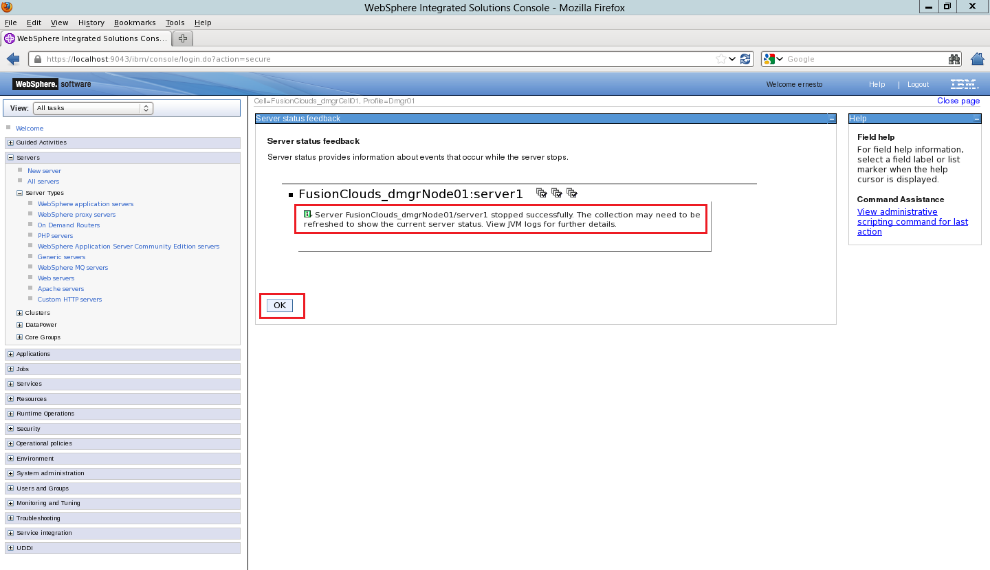 WebSphere Integrated Solutions Console - Mozilla Firefox
File Edit View History Bookmarks Tools Help
WebSphere Integrated Solutions Cons...
https://localhost:9043/ibm/console/login.do?action=secure
Google
WebSphere. software
Welcome ernesto
Help | Logout
IBM.
View: All tasks
Welcome
Guided Activities
Servers
New server
All servers
Server Types
WebSphere application servers
WebSphere proxy servers
On Demand Routers
PHP servers
WebSphere Application Server Community Edition servers
Generic servers
WebSphere MQ servers
Web servers
Apache servers
Custom HTTP servers
Clusters
DataPower
Core Groups
Applications
Jobs
Services
Resources
Runtime Operations
Security
Operational policies
Environment
System administration
Users and Groups
Monitoring and Tuning
Troubleshooting
Service integration
UDDI
Cell=FusionClouds_dmgrCell01, Profile=Dmgr01
Close page
Server status feedback
Server status feedback
Server status provides information about events that occur while the server stops.
FusionClouds_dmgrNode01:server1
Server FusionClouds_dmgrNode01/server1 stopped successfully. The collection may need to be
refreshed to show the current server status. View JVM logs for further details.
OK
Help
Field help
For field help information,
select a field label or list
marker when the help
cursor is displayed.
Command Assistance
View administrative
scripting command for last
action